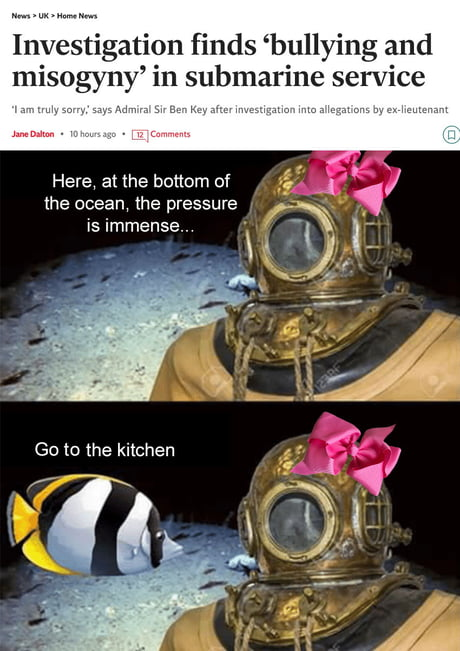 News > UK > Home News
Investigation finds ‘bullying and
misogyny’ in submarine service
'I am truly sorry,' says Admiral Sir Ben Key after investigation into allegations by ex-lieutenant
Jane Dalton • 10 hours ago • 12 Comments
Here, at the bottom of
the ocean, the pressure
is immense...
Go to the kitchen